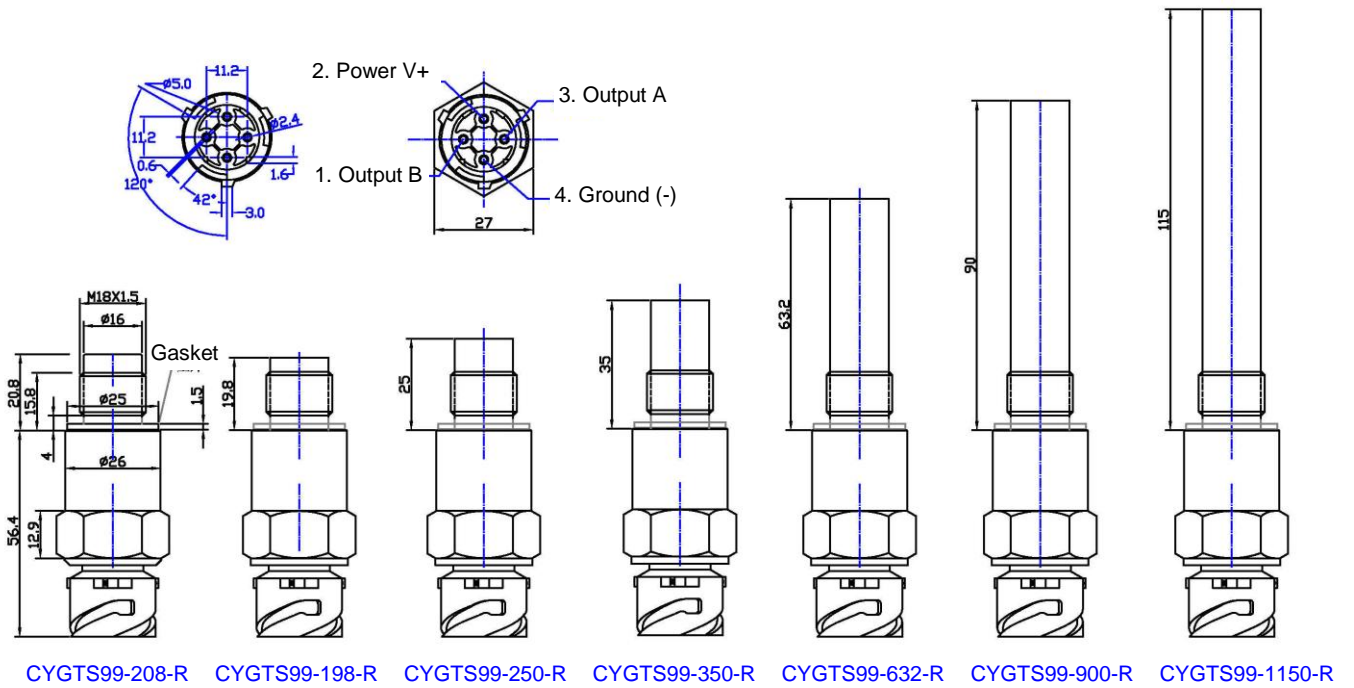 11.2
ø5.0
ø2.4
11.2
0.6
120°
42°
1.6
3.0
2. Power V+
3. Output A
1. Output B
4. Ground (-)
27
M18X1.5
ø16
Gasket
20.8
15.8
ø25
1.5
4
ø26
56.4
12.9
19.8
25
35
63.2
90
115
CYGTS99-208-R CYGTS99-198-R CYGTS99-250-R CYGTS99-350-R CYGTS99-632-R CYGTS99-900-R CYGTS99-1150-R